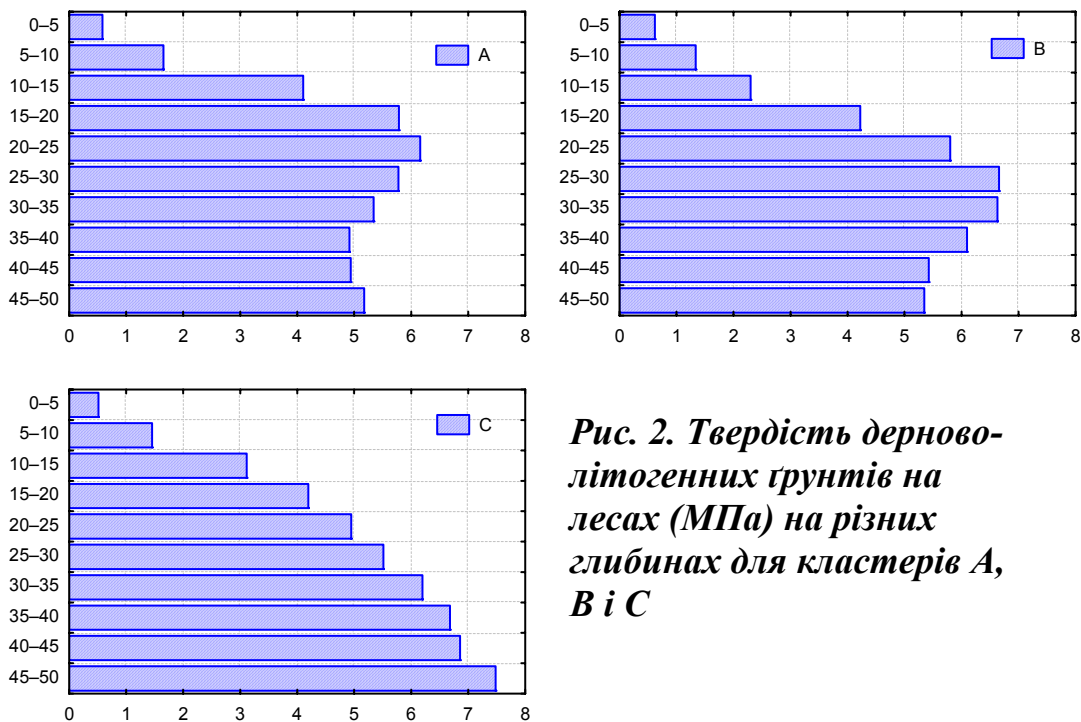 0–5
5–10
10–15
15–20
20–25
25–30
30–35
35–40
40–45
45–50
A
0 1 2 3 4 5 6 7 8
0–5
5–10
10–15
15–20
20–25
25–30
30–35
35–40
40–45
45–50
B
0 1 2 3 4 5 6 7 8
0–5
5–10
10–15
15–20
20–25
25–30
30–35
35–40
40–45
45–50
C
0 1 2 3 4 5 6 7 8
Рис. 2. Твердість дерново-
літогенних ґрунтів на
лесах (МПа) на різних
глибинах для кластерів А,
В і С